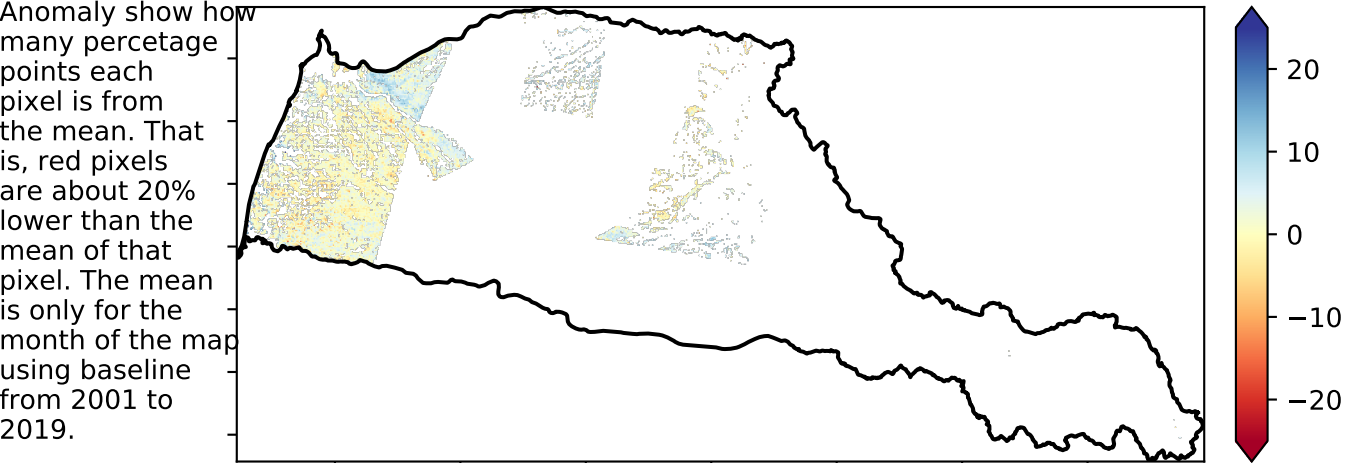 Anomaly show how
many percetage
points each
pixel is from
the mean. That
is, red pixels
are about 20%
lower than the
mean of that
pixel. The mean
is only for the
month of the map
using baseline
from 2001 to
2019.
20
10
0
−10
−20